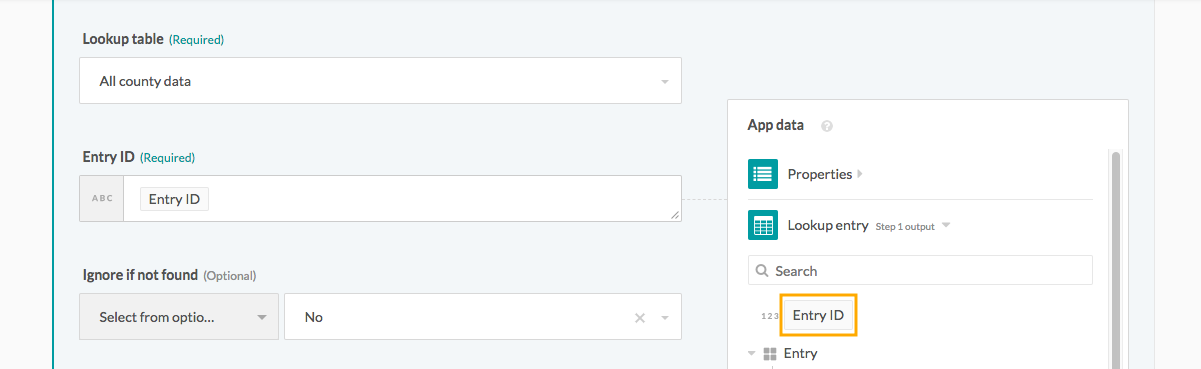 Lookup table (Required)
All county data
Entry ID (Required)
ABC Entry ID
Ignore if not found (Optional)
Select from optio... No
App data ?
Properties
Lookup entry Step 1 output
Search
123 Entry ID
Entry